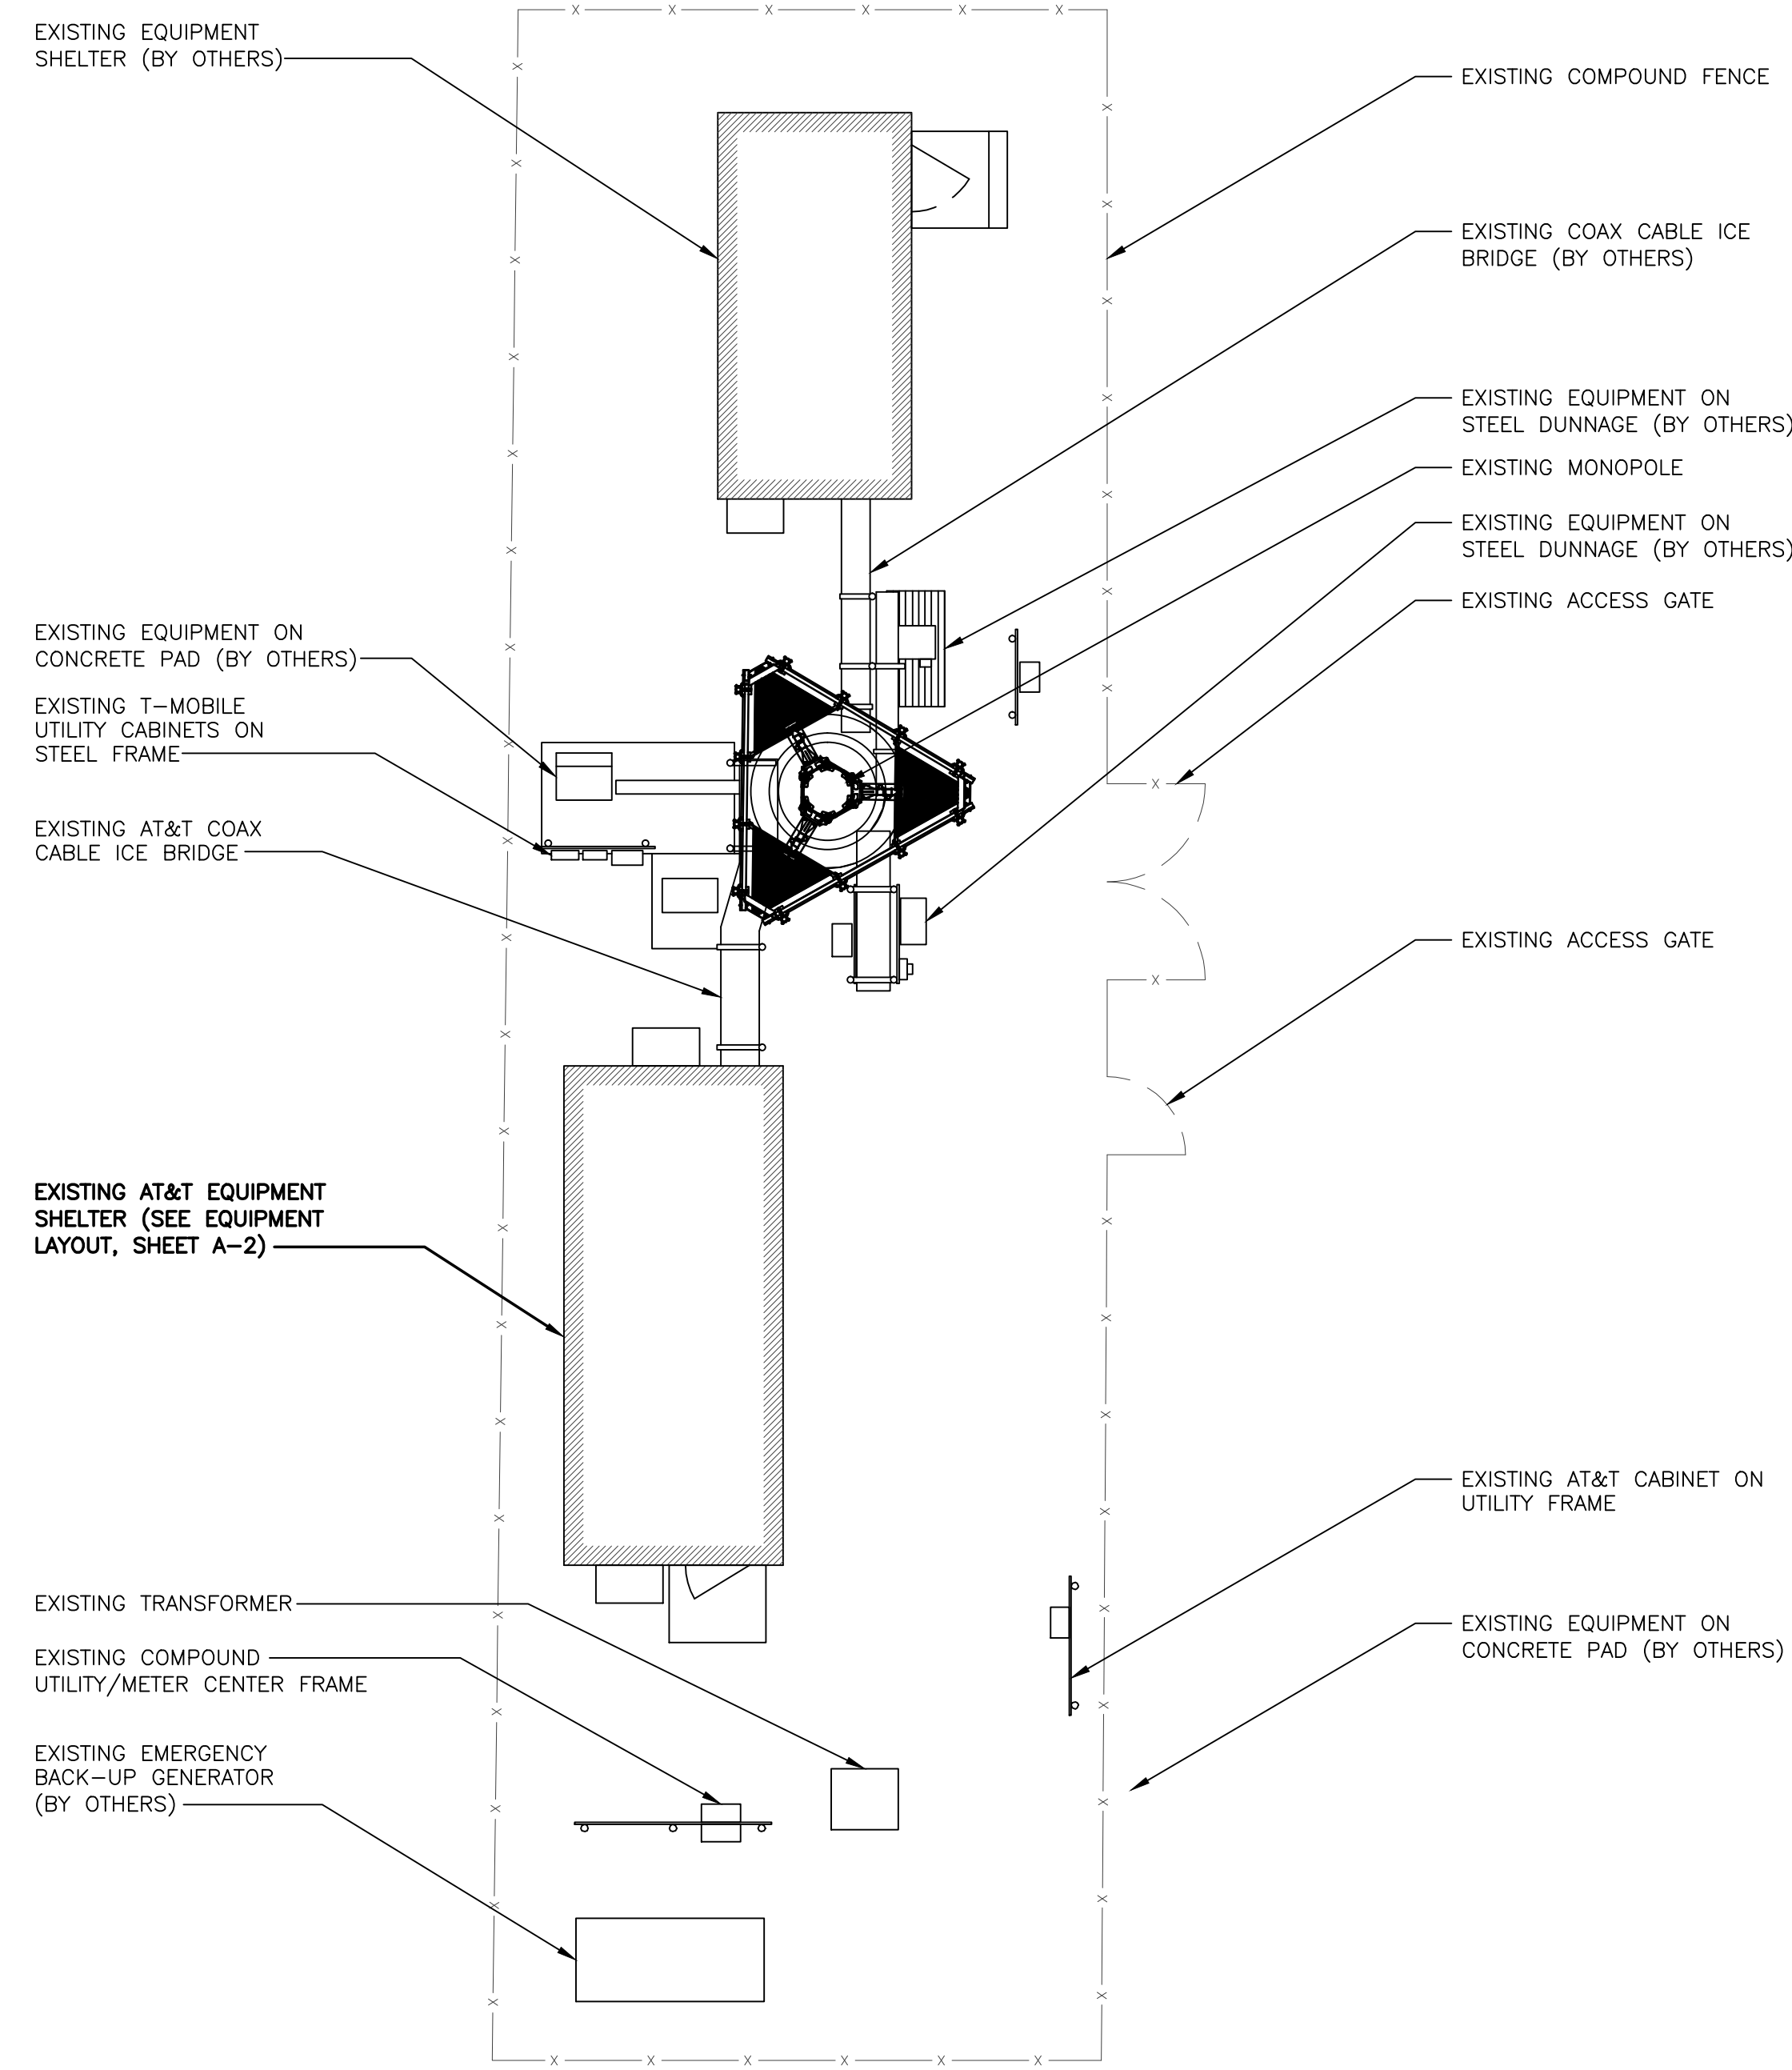 EXISTING EQUIPMENT
SHELTER (BY OTHERS)
EXISTING EQUIPMENT ON
CONCRETE PAD (BY OTHERS)
EXISTING T-MOBILE
UTILITY CABINETS ON
STEEL FRAME
EXISTING AT&T COAX
CABLE ICE BRIDGE
EXISTING AT&T EQUIPMENT
SHELTER (SEE EQUIPMENT
LAYOUT, SHEET A-2)
EXISTING TRANSFORMER
EXISTING COMPOUND
UTILITY/METER CENTER FRAME
EXISTING EMERGENCY
BACK-UP GENERATOR
(BY OTHERS)
EXISTING COMPOUND FENCE
EXISTING COAX CABLE ICE
BRIDGE (BY OTHERS)
EXISTING EQUIPMENT ON
STEEL DUNNAGE (BY OTHERS)
EXISTING MONOPOLE
EXISTING EQUIPMENT ON
STEEL DUNNAGE (BY OTHERS)
EXISTING ACCESS GATE
EXISTING ACCESS GATE
EXISTING AT&T CABINET ON
UTILITY FRAME
EXISTING EQUIPMENT ON
CONCRETE PAD (BY OTHERS)